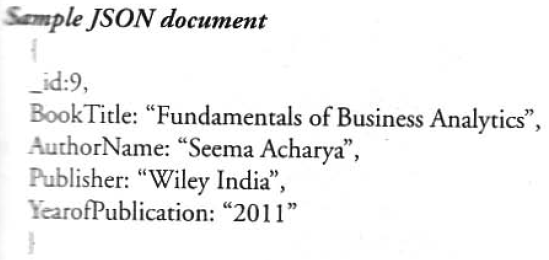 Sample JSON document
{
_id:9,
BookTitle: “Fundamentals of Business Analytics”,
AuthorName: “Seema Acharya”,
Publisher: “Wiley India”,
YearofPublication: “2011”
}